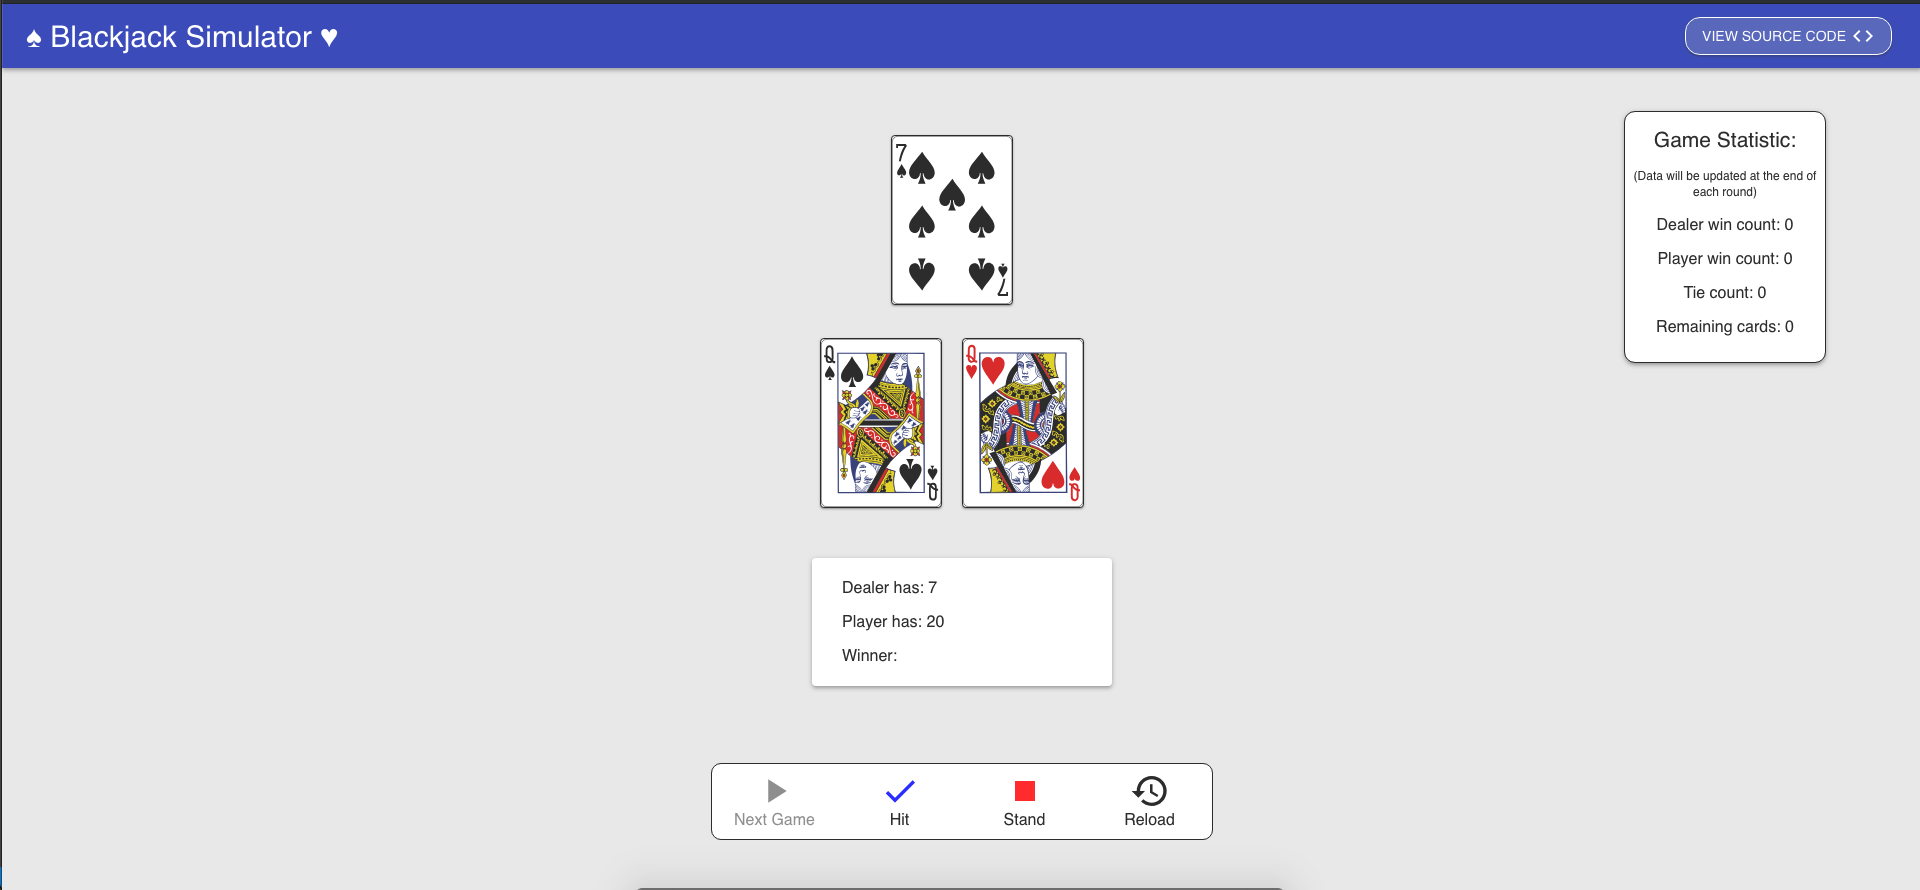 ♠ Blackjack Simulator ♥
VIEW SOURCE CODE <>
7
7
Q
Q
Q
Q
Game Statistic:
(Data will be updated at the end of
each round)
Dealer win count: 0
Player win count: 0
Tie count: 0
Remaining cards: 0
Dealer has: 7
Player has: 20
Winner:
Next Game
Hit
Stand
Reload